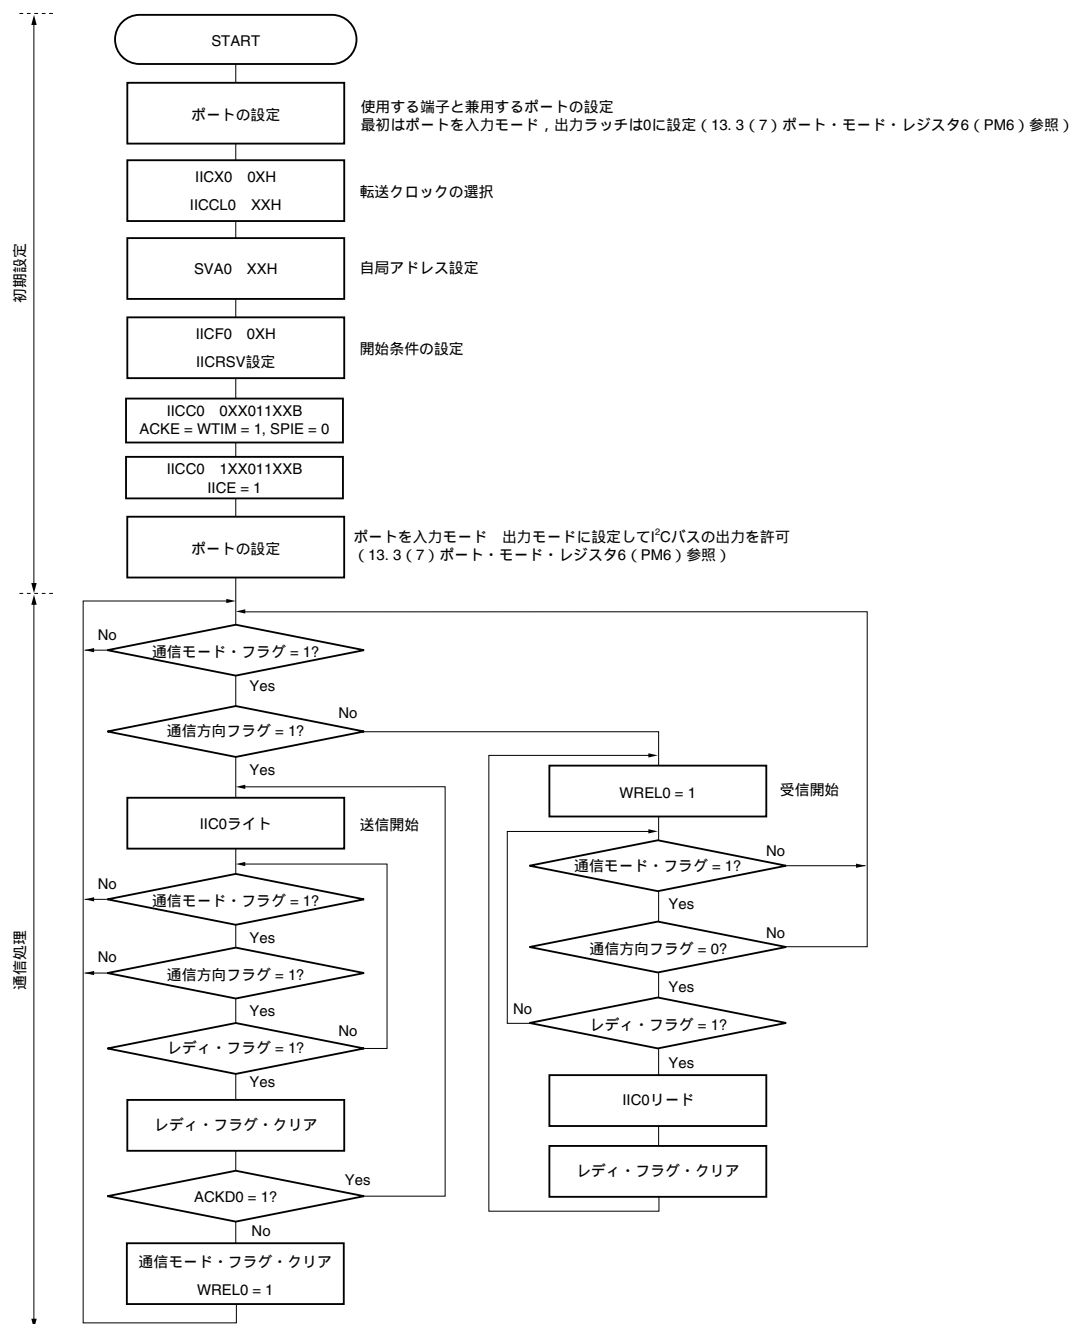 START
ポートの設定
使用する端子と兼用するポートの設定
最初はポートを入力モード，出力ラッチは0に設定（13. 3（7）ポート・モード・レジスタ6（PM6）参照）
IICX0 0XH
IICCL0 XXH
転送クロックの選択
SVA0 XXH
自局アドレス設定
IICF0 0XH
IICRSV設定
開始条件の設定
IICC0 0XX011XXB
ACKE = WTIM = 1, SPIE = 0
IICC0 1XX011XXB
IICE = 1
ポートの設定
ポートを入力モード 出力モードに設定してI²Cバスの出力を許可
（13. 3（7）ポート・モード・レジスタ6（PM6）参照）
初期設定
通信モード・フラグ = 1?
No
Yes
通信方向フラグ = 1?
No
Yes
IIC0ライト
送信開始
通信モード・フラグ = 1?
No
Yes
通信方向フラグ = 1?
No
Yes
レディ・フラグ = 1?
No
Yes
レディ・フラグ・クリア
ACKD0 = 1?
Yes
No
通信モード・フラグ・クリア
WREL0 = 1
WREL0 = 1
受信開始
通信モード・フラグ = 1?
No
Yes
通信方向フラグ = 0?
No
Yes
レディ・フラグ = 1?
No
Yes
IIC0リード
レディ・フラグ・クリア
通信処理